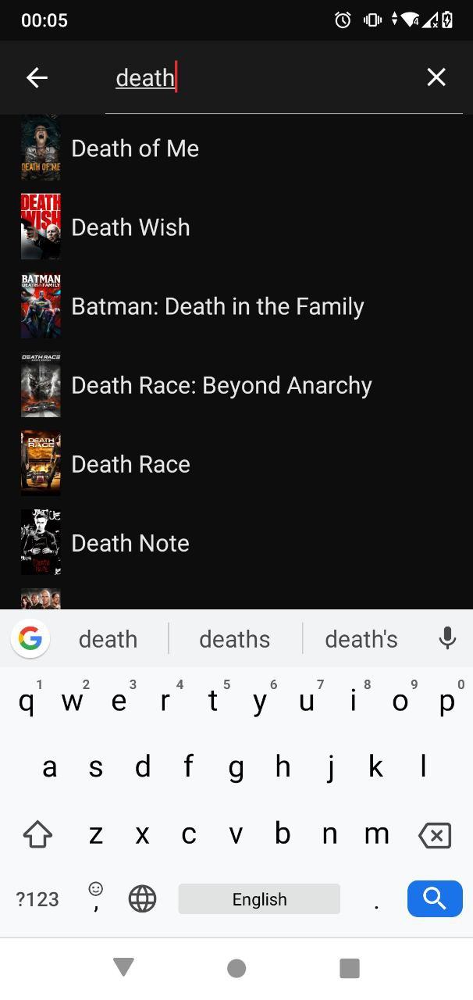 00:05
4
death
DEATH OF ME
Death of Me
DEATH
WISH
Death Wish
BATMAN
DEATH IN THE FAMILY
Batman: Death in the Family
DEATH RACE
Death Race: Beyond Anarchy
DEATH
RACE
Death Race
Death Note
death deaths death's
1 2 3 4 5 6 7 8 9 0
q w e r t y u i o p
a s d f g h j k l
z x c v b n m
?123 , English .